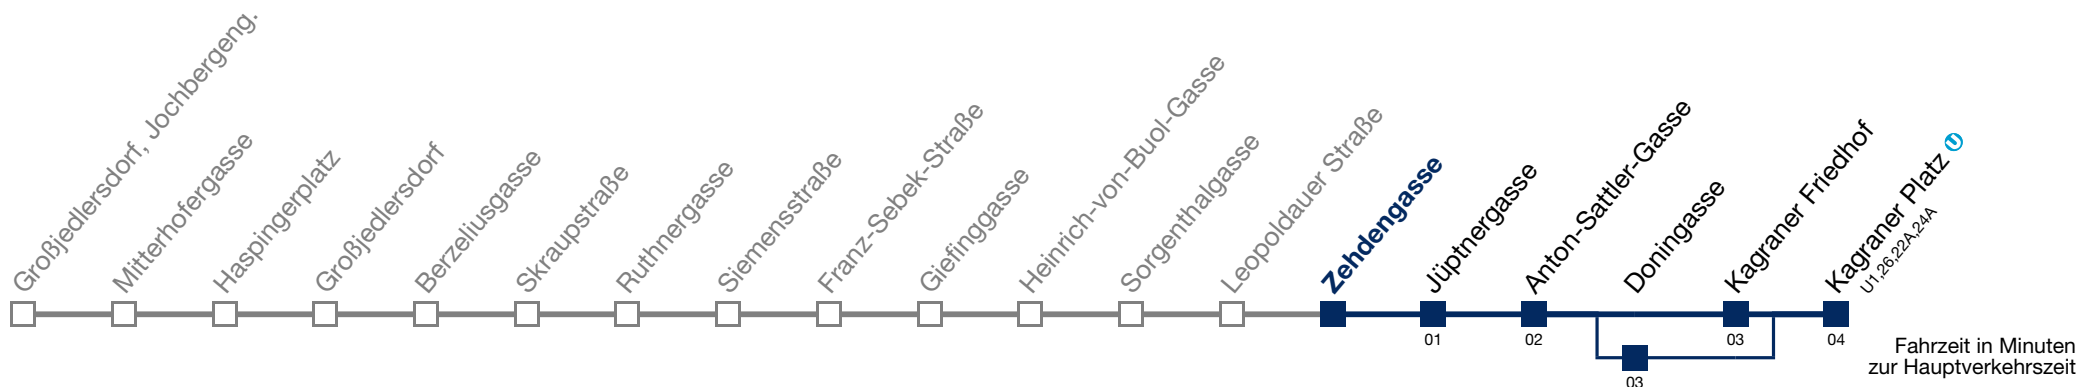 Großjedlersdorf, Jochbergeng.
Mitterhofergasse
Haspingerplatz
Großjedlersdorf
Berzeliusgasse
Skraupstraße
Ruthnergasse
Siemensstraße
Franz-Sebek-Straße
Giefinggasse
Heinrich-von-Buol-Gasse
Sorgenthalgasse
Leopoldauer Straße
Zehdengasse
Jüptnergasse
Anton-Sattler-Gasse
Doningasse
Kagraner Friedhof
Kagraner Platz U
U1,26,22A,24A
01
02
03
04
03
Fahrzeit in Minuten
zur Hauptverkehrszeit